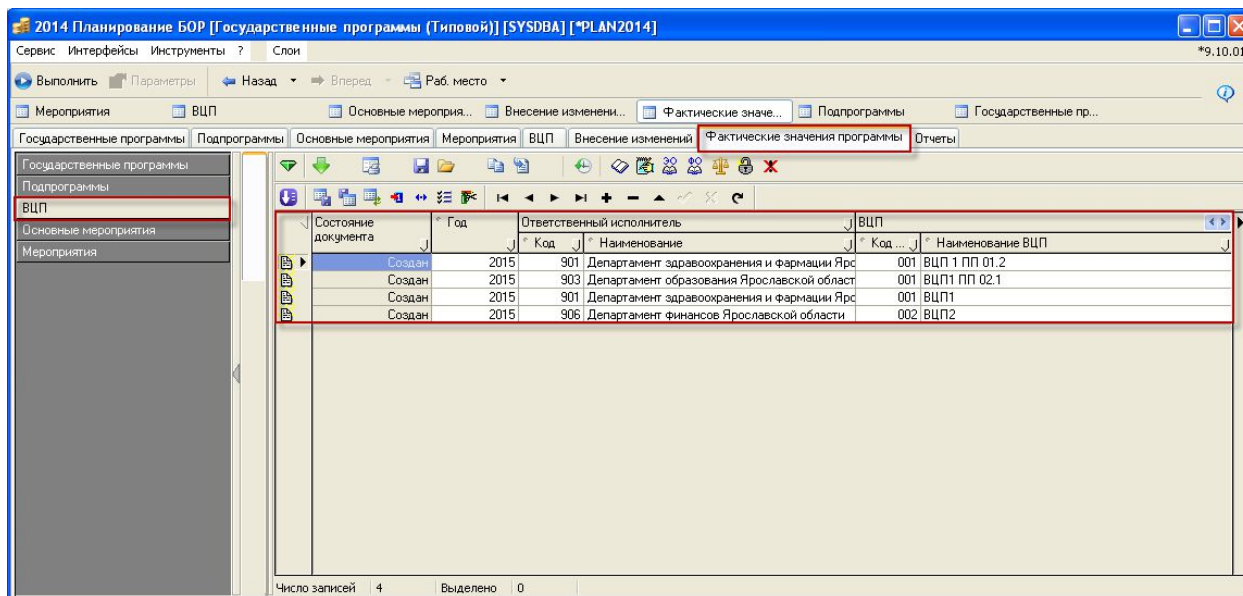 2014 Планирование БОР [Государственные программы (Типовой)] [SYSDBA] [*PLAN2014]
Сервис Интерфейсы Инструменты ? Слои *9.10.01
Выполнить Параметры Назад Вперед Раб. место
Мероприятия ВЦП Основные мероприя... Внесение изменени... Фактические значе... Подпрограммы Государственные пр...
Государственные программы Подпрограммы Основные мероприятия Мероприятия ВЦП Внесение изменений Фактические значения программы Отчеты
Государственные программы
Подпрограммы
ВЦП
Основные мероприятия
Мероприятия
Состояние документа Год Ответственный исполнитель ВЦП
Код Наименование Код ... Наименование ВЦП
Создан 2015 901 Департамент здравоохранения и фармации Ярс 001 ВЦП 1 ПП 01.2
Создан 2015 903 Департамент образования Ярославской област 001 ВЦП1 ПП 02.1
Создан 2015 901 Департамент здравоохранения и фармации Ярс 001 ВЦП1
Создан 2015 906 Департамент финансов Ярославской области 002 ВЦП2
Число записей 4 Выделено 0